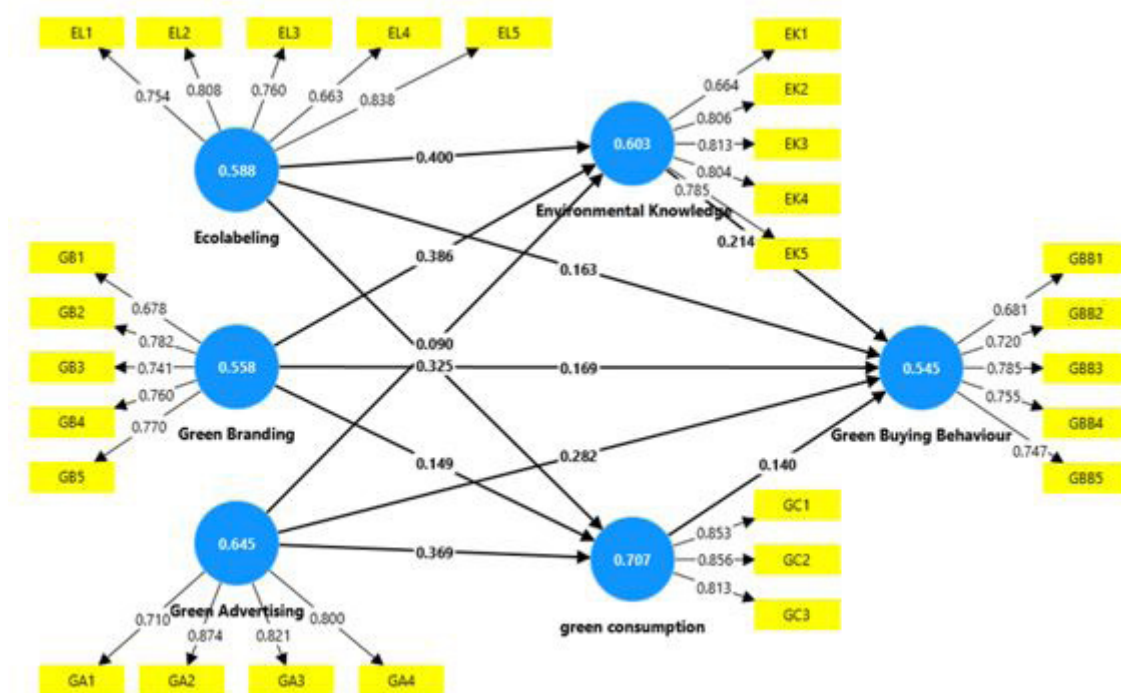 EL1
EL2
EL3
EL4
EL5
0.754
0.808
0.760
0.663
0.838
0.588
Ecolabeling
EK1
EK2
EK3
EK4
EK5
0.664
0.806
0.813
0.804
0.785
0.603
Environmental Knowledge
0.400
0.386
0.163
0.214
0.090
0.325
0.169
0.149
0.282
0.369
0.140
GB1
GB2
GB3
GB4
GB5
0.678
0.782
0.741
0.760
0.770
0.558
Green Branding
GBB1
GBB2
GBB3
GBB4
GBB5
0.681
0.720
0.785
0.755
0.747
0.545
Green Buying Behaviour
0.645
Green Advertising
0.710
0.874
0.821
0.800
GA1
GA2
GA3
GA4
0.707
green consumption
0.853
0.856
0.813
GC1
GC2
GC3